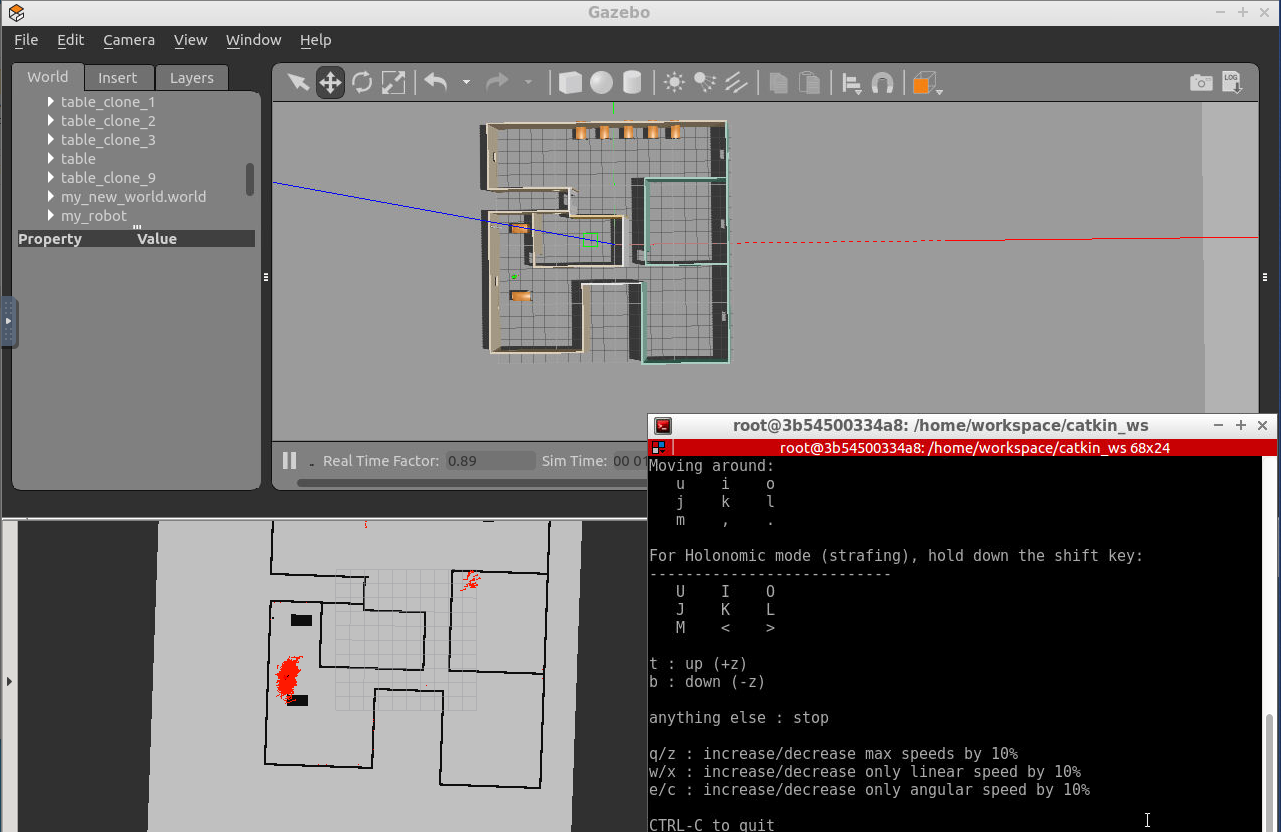 Gazebo
File Edit Camera View Window Help
World Insert Layers
LOG
table_clone_1
table_clone_2
table_clone_3
table
table_clone_9
my_new_world.world
my_robot
Property Value
Real Time Factor: 0.89 Sim Time: 00
root@3b54500334a8: /home/workspace/catkin_ws
root@3b54500334a8: /home/workspace/catkin_ws 68x24
Moving around:
u i o
j k l
m , .
For Holonomic mode (strafing), hold down the shift key:
---------------------------
U I O
J K L
M < >
t : up (+z)
b : down (-z)
anything else : stop
q/z : increase/decrease max speeds by 10%
w/x : increase/decrease only linear speed by 10%
e/c : increase/decrease only angular speed by 10%
CTRL-C to quit